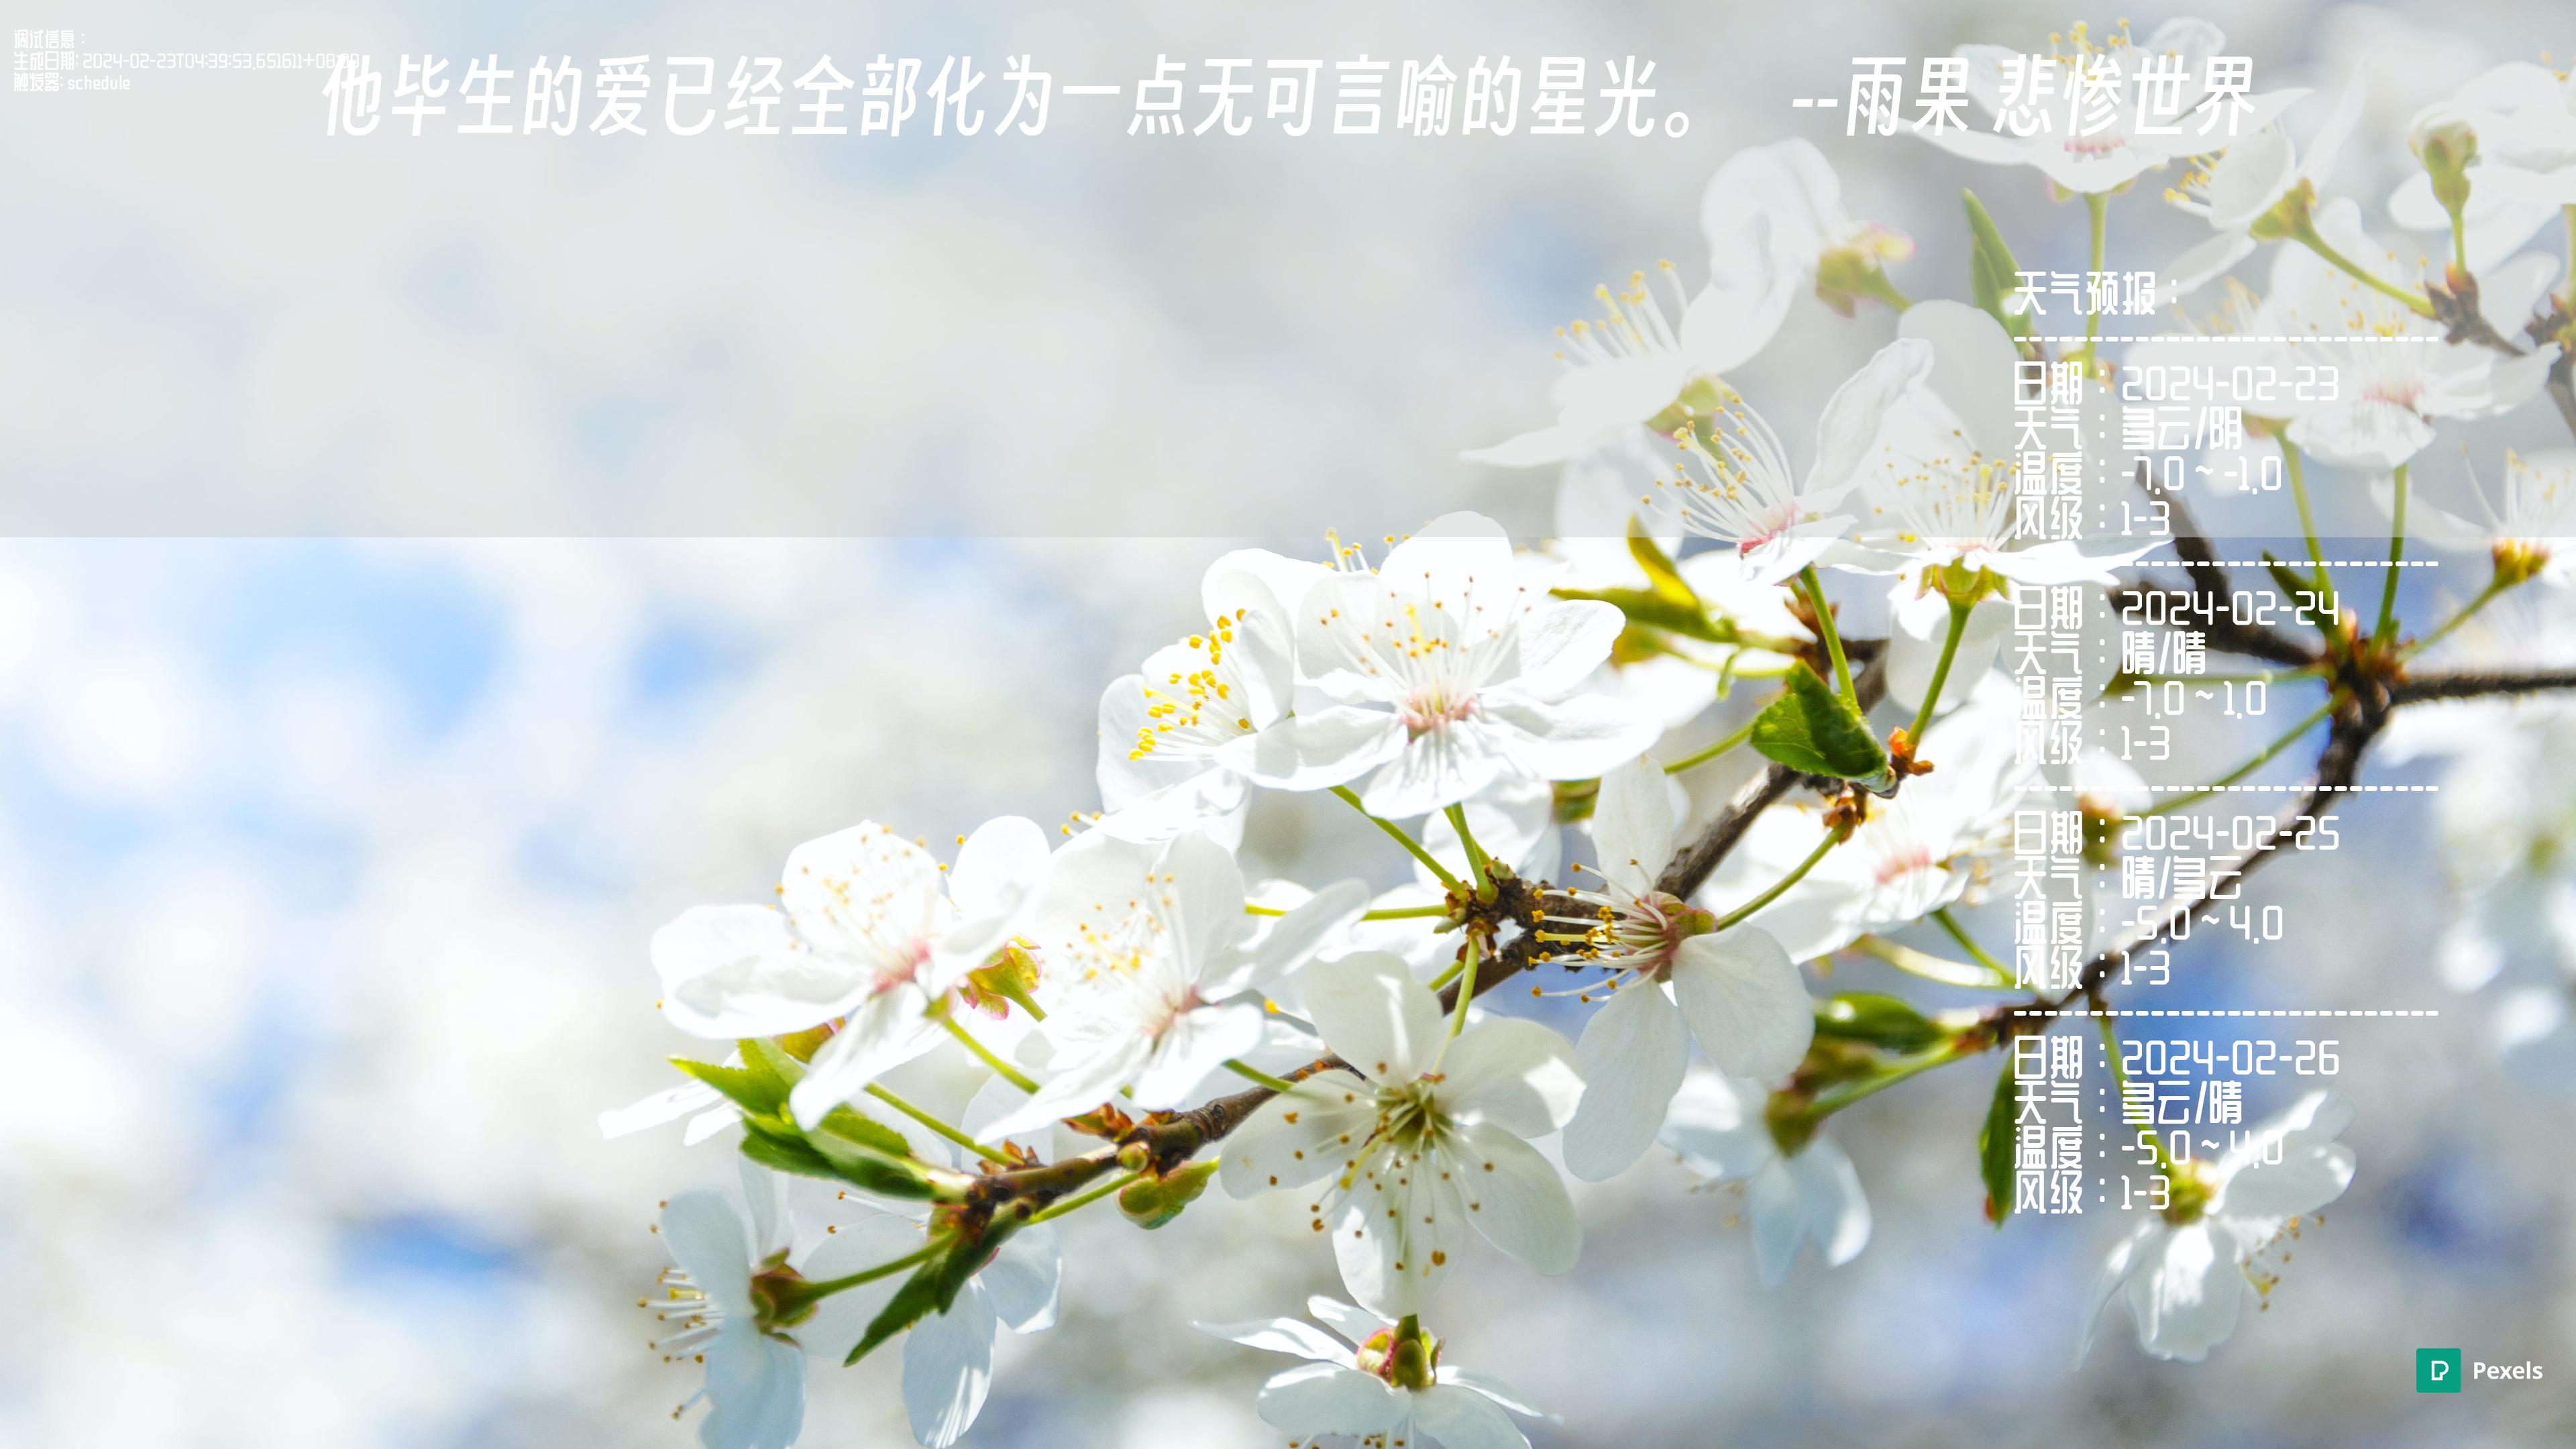 调试信息：
生成日期: 2024-02-23T04:39:53.651611+08:00
触发器: schedule
他毕生的爱已经全部化为一点无可言喻的星光。 --雨果 悲惨世界
天气预报：
----------------------------
日期：2024-02-23
天气：多云/阴
温度：-7.0 ~ -1.0
风级：1-3
----------------------------
日期：2024-02-24
天气：晴/晴
温度：-7.0 ~ 1.0
风级：1-3
----------------------------
日期：2024-02-25
天气：晴/多云
温度：-5.0 ~ 4.0
风级：1-3
----------------------------
日期：2024-02-26
天气：多云/晴
温度：-5.0 ~ 4.0
风级：1-3
Pexels